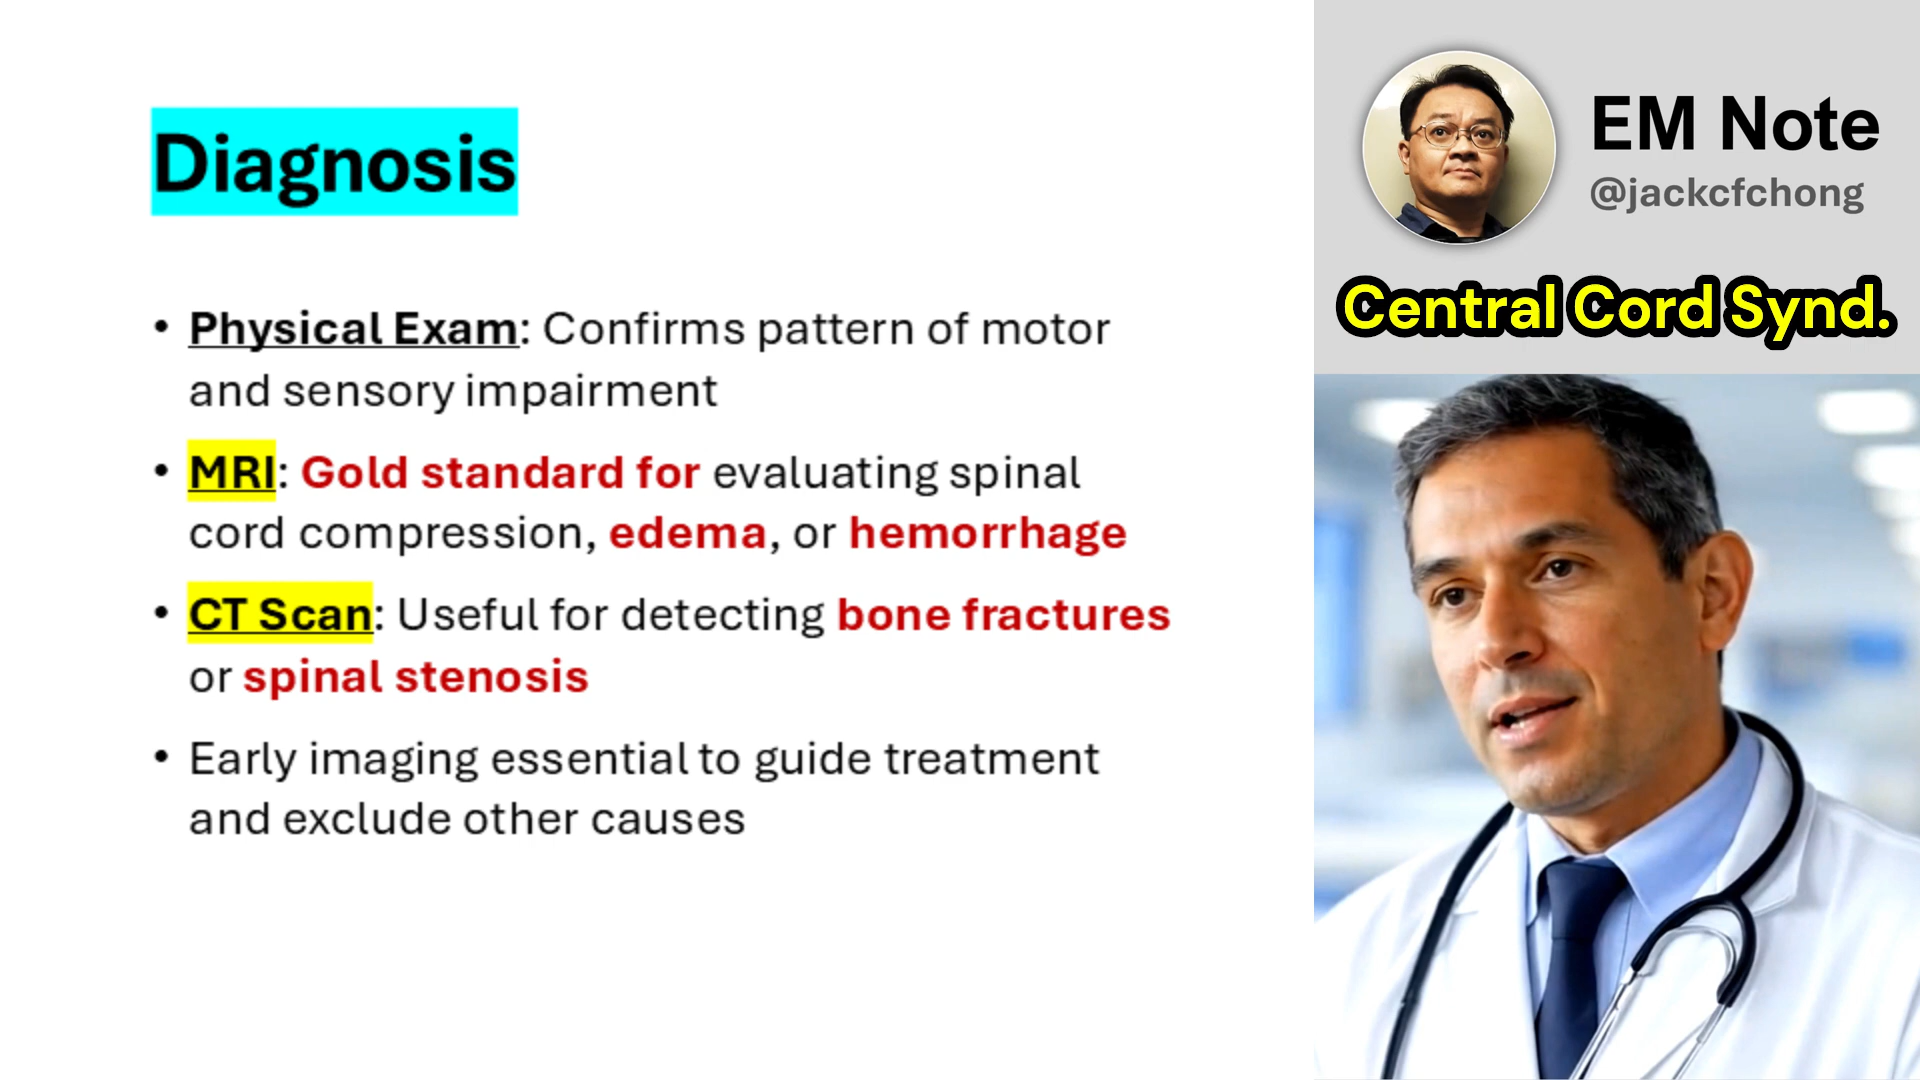 Diagnosis
• Physical Exam: Confirms pattern of motor
and sensory impairment
• MRI: Gold standard for evaluating spinal
cord compression, edema, or hemorrhage
• CT Scan: Useful for detecting bone fractures
or spinal stenosis
• Early imaging essential to guide treatment
and exclude other causes
EM Note
@jackcfchong
Central Cord Synd.